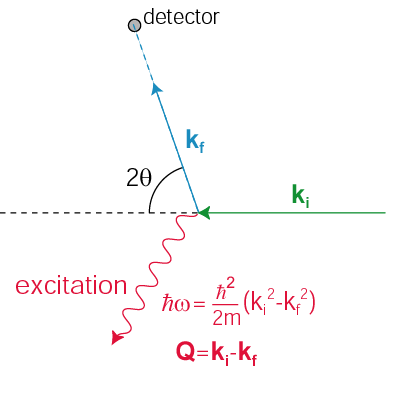 detector
k_f
2θ
k_i
excitation
ħω = ħ²/2m (k_i²-k_f²)
Q=k_i-k_f